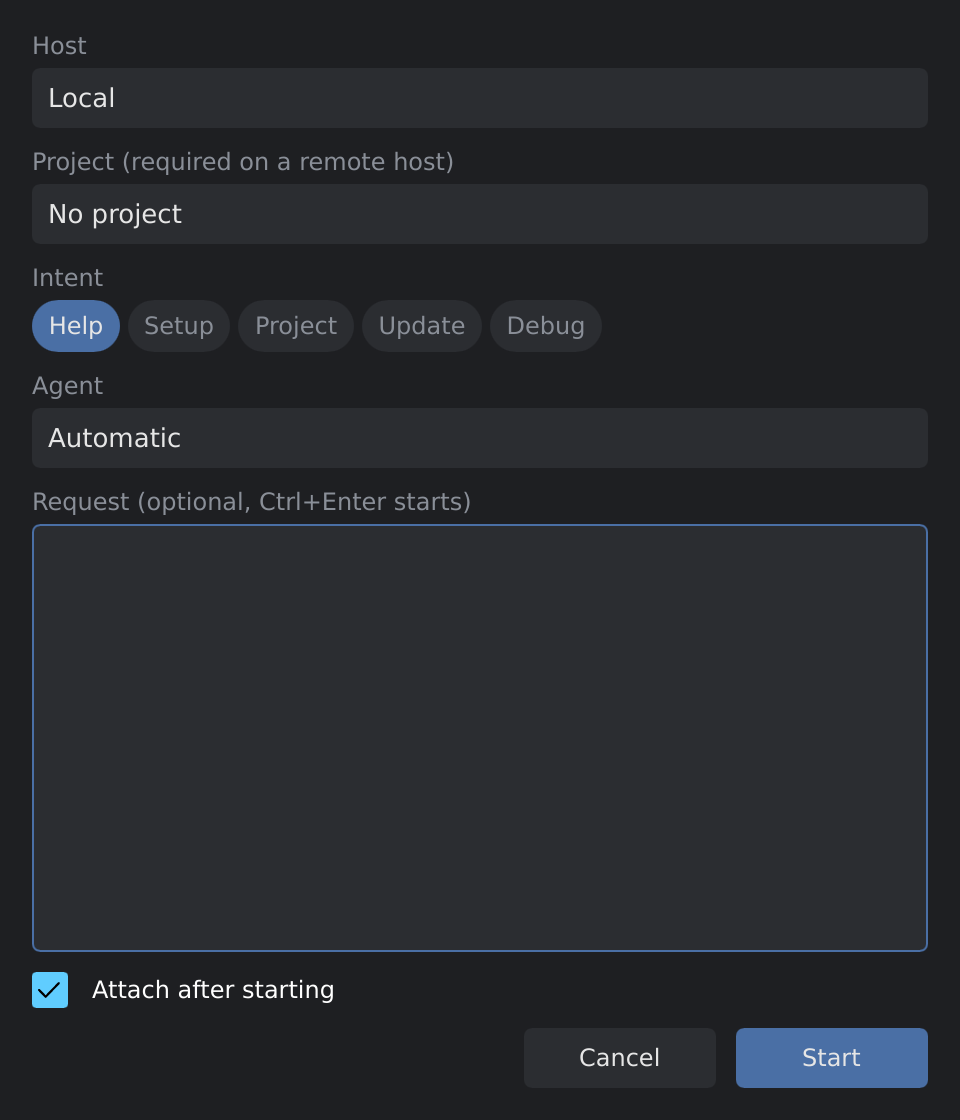 Host
Local
Project (required on a remote host)
No project
Intent
Help Setup Project Update Debug
Agent
Automatic
Request (optional, Ctrl+Enter starts)
Attach after starting
Cancel Start